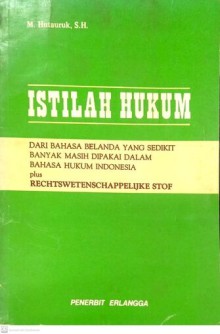 M. Hutauruk, S.H.
ISTILAH HUKUM
DARI BAHASA BELANDA YANG SEDIKIT
BANYAK MASIH DIPAKAI DALAM
BAHASA HUKUM INDONESIA
plus
RECHTSWETENSCHAPPELIJKE STOF
PENERBIT ERLANGGA